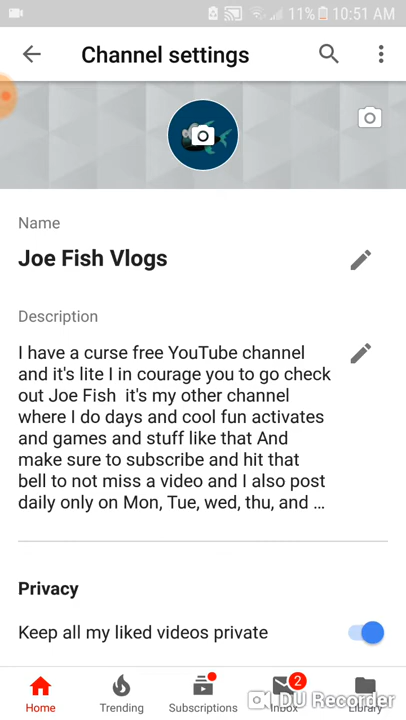 11% 10:51 AM
Channel settings
Name
Joe Fish Vlogs
Description
I have a curse free YouTube channel
and it's lite I in courage you to go check
out Joe Fish it's my other channel
where I do days and cool fun activates
and games and stuff like that And
make sure to subscribe and hit that
bell to not miss a video and I also post
daily only on Mon, Tue, wed, thu, and ...
Privacy
Keep all my liked videos private
2
Home Trending Subscriptions Inbox Library
DU Recorder